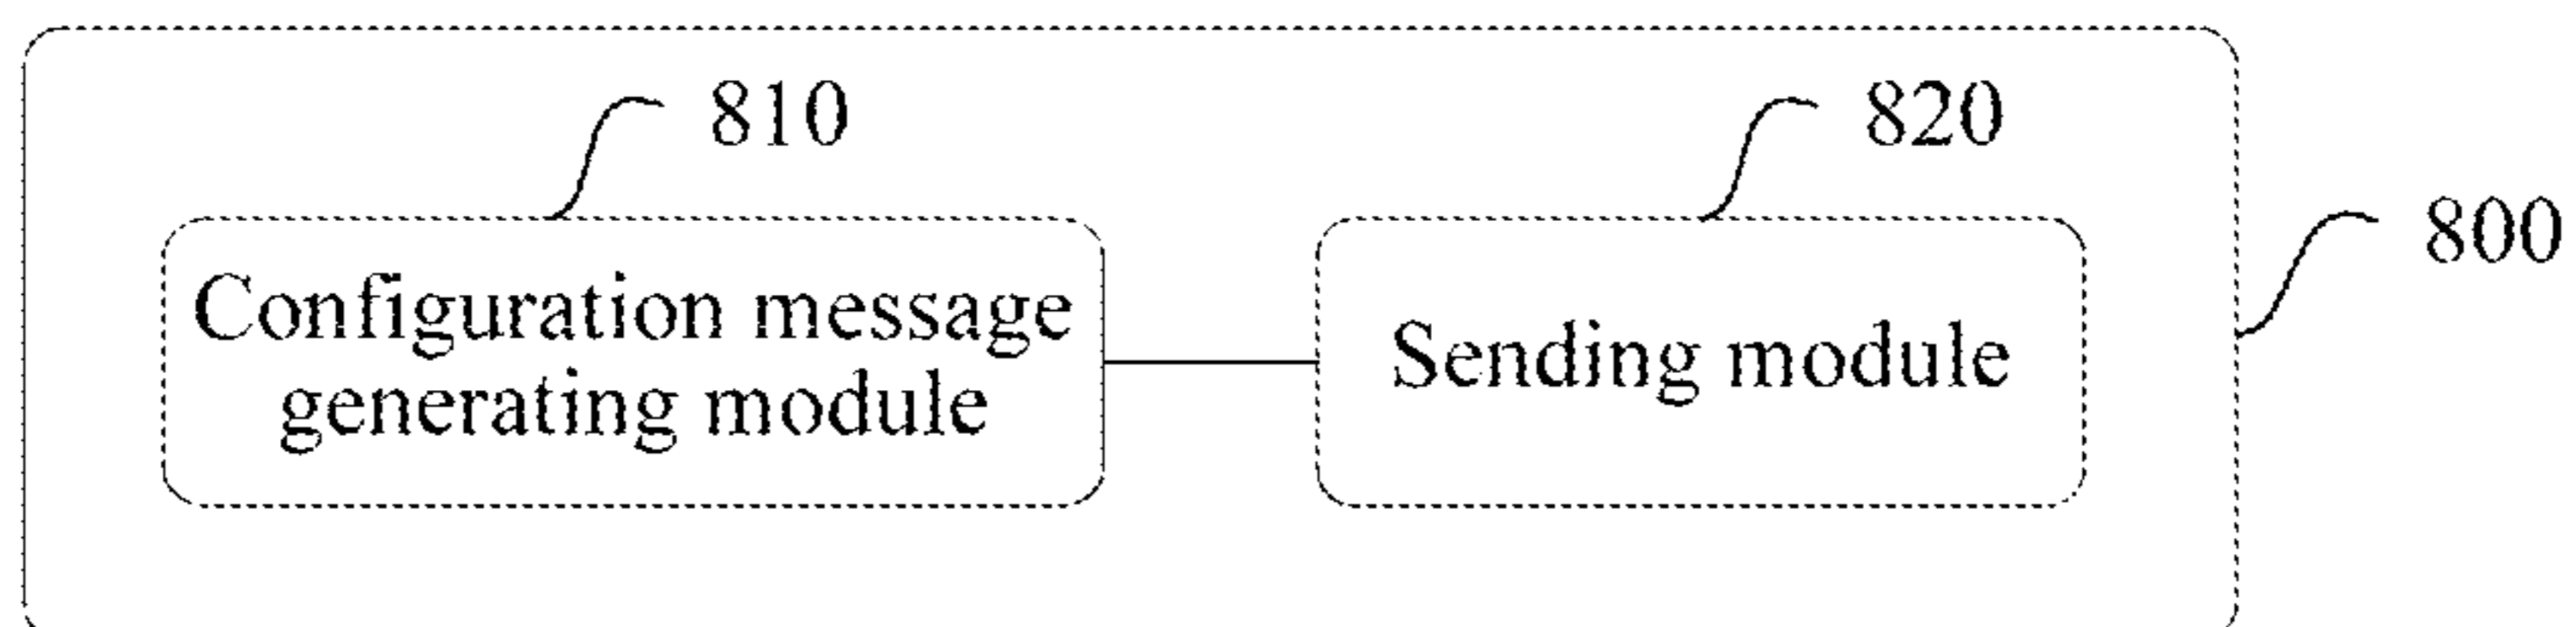 810
820
800
Configuration message
generating module
Sending module